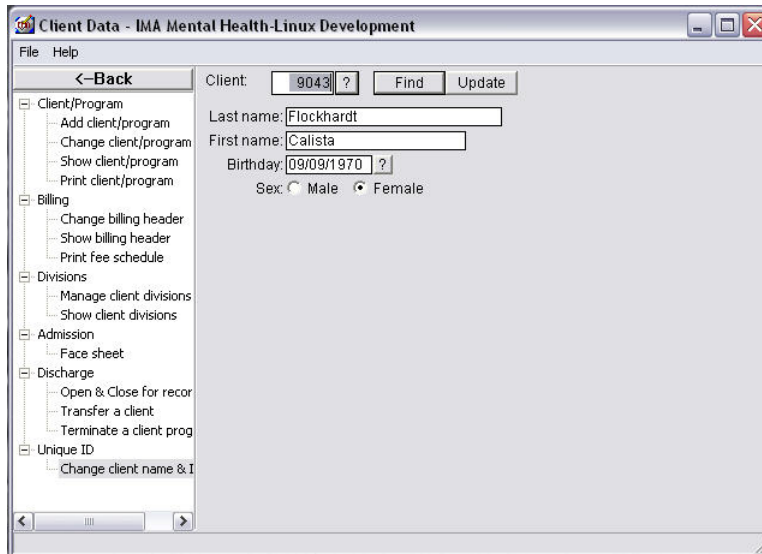 Client Data - IMA Mental Health-Linux Development
File Help
<--Back
Client/Program
Add client/program
Change client/program
Show client/program
Print client/program
Billing
Change billing header
Show billing header
Print fee schedule
Divisions
Manage client divisions
Show client divisions
Admission
Face sheet
Discharge
Open & Close for recor
Transfer a client
Terminate a client prog
Unique ID
Change client name & I
Client: 9043 ? Find Update
Last name: Flockhardt
First name: Calista
Birthday: 09/09/1970 ?
Sex: Male Female